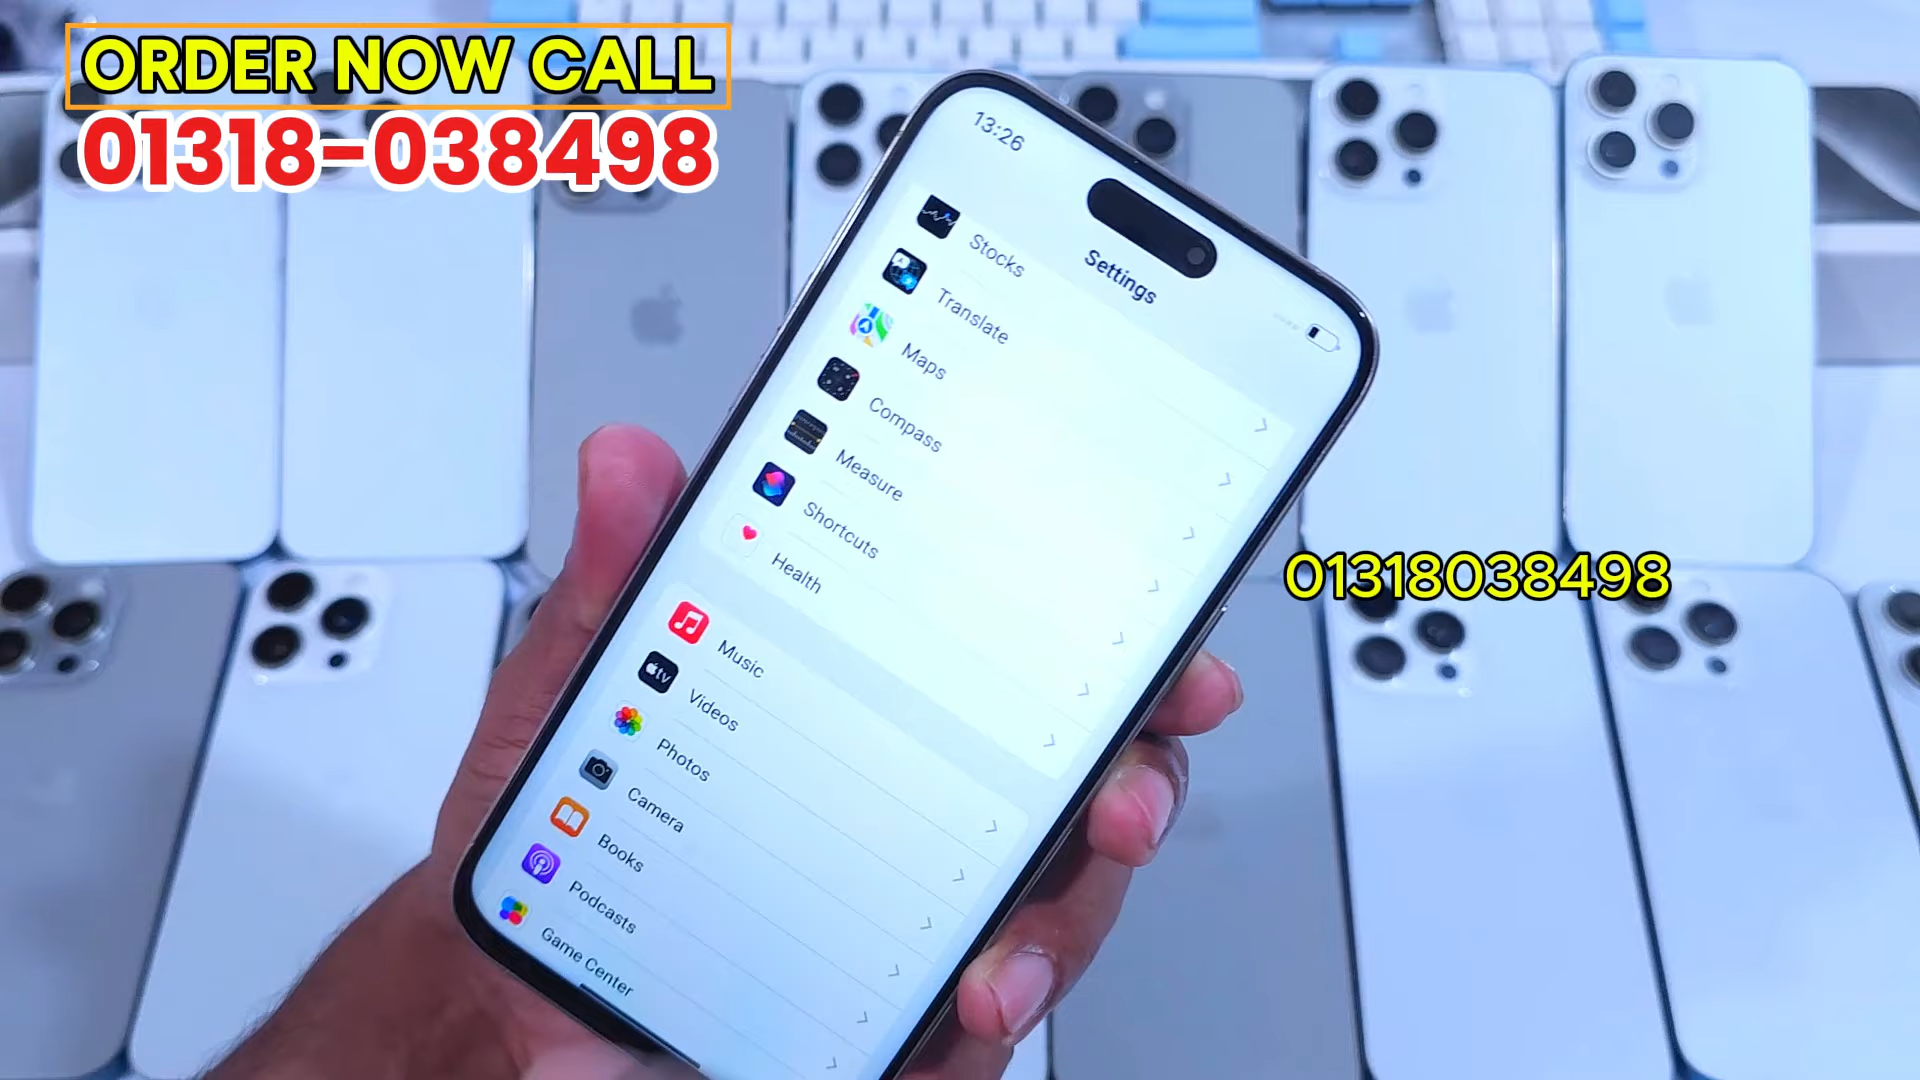 ORDER NOW CALL
01318-038498
13:26
Settings
Stocks
Translate
Maps
Compass
Measure
Shortcuts
Health
01318038498
Music
tv
Videos
Photos
Camera
Books
Podcasts
Game Center